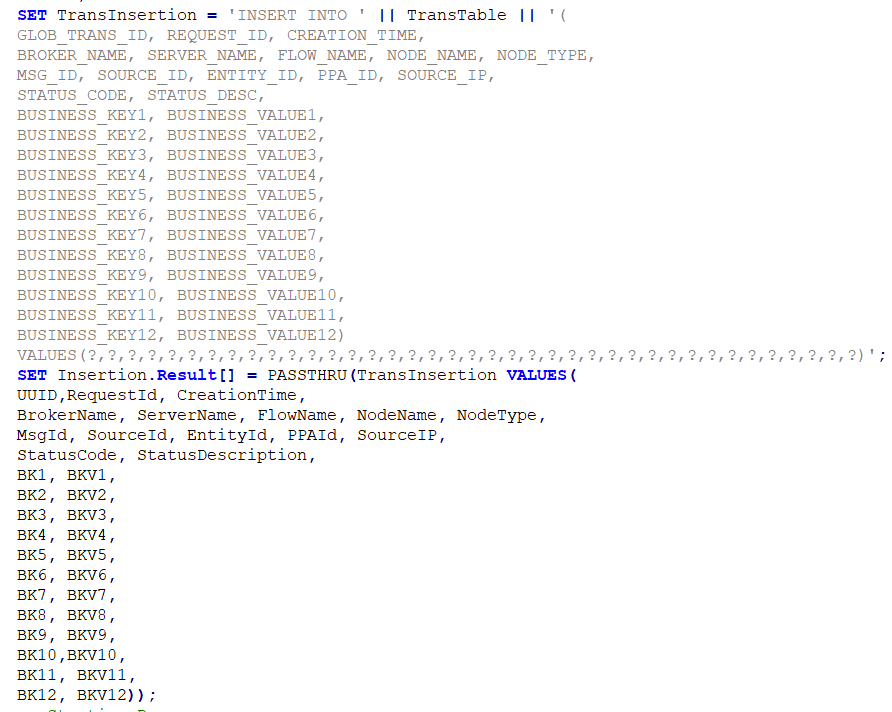 SET TransInsertion = 'INSERT INTO ' || TransTable || '(
GLOB_TRANS_ID, REQUEST_ID, CREATION_TIME,
BROKER_NAME, SERVER_NAME, FLOW_NAME, NODE_NAME, NODE_TYPE,
MSG_ID, SOURCE_ID, ENTITY_ID, PPA_ID, SOURCE_IP,
STATUS_CODE, STATUS_DESC,
BUSINESS_KEY1, BUSINESS_VALUE1,
BUSINESS_KEY2, BUSINESS_VALUE2,
BUSINESS_KEY3, BUSINESS_VALUE3,
BUSINESS_KEY4, BUSINESS_VALUE4,
BUSINESS_KEY5, BUSINESS_VALUE5,
BUSINESS_KEY6, BUSINESS_VALUE6,
BUSINESS_KEY7, BUSINESS_VALUE7,
BUSINESS_KEY8, BUSINESS_VALUE8,
BUSINESS_KEY9, BUSINESS_VALUE9,
BUSINESS_KEY10, BUSINESS_VALUE10,
BUSINESS_KEY11, BUSINESS_VALUE11,
BUSINESS_KEY12, BUSINESS_VALUE12)
VALUES(?,?,?,?,?,?,?,?,?,?,?,?,?,?,?,?,?,?,?,?,?,?,?,?,?,?,?,?,?,?,?,?,?,?,?,?,?,?,?)';
SET Insertion.Result[] = PASSTHRU(TransInsertion VALUES(
UUID,RequestId, CreationTime,
BrokerName, ServerName, FlowName, NodeName, NodeType,
MsgId, SourceId, EntityId, PPAId, SourceIP,
StatusCode, StatusDescription,
BK1, BKV1,
BK2, BKV2,
BK3, BKV3,
BK4, BKV4,
BK5, BKV5,
BK6, BKV6,
BK7, BKV7,
BK8, BKV8,
BK9, BKV9,
BK10,BKV10,
BK11, BKV11,
BK12, BKV12));